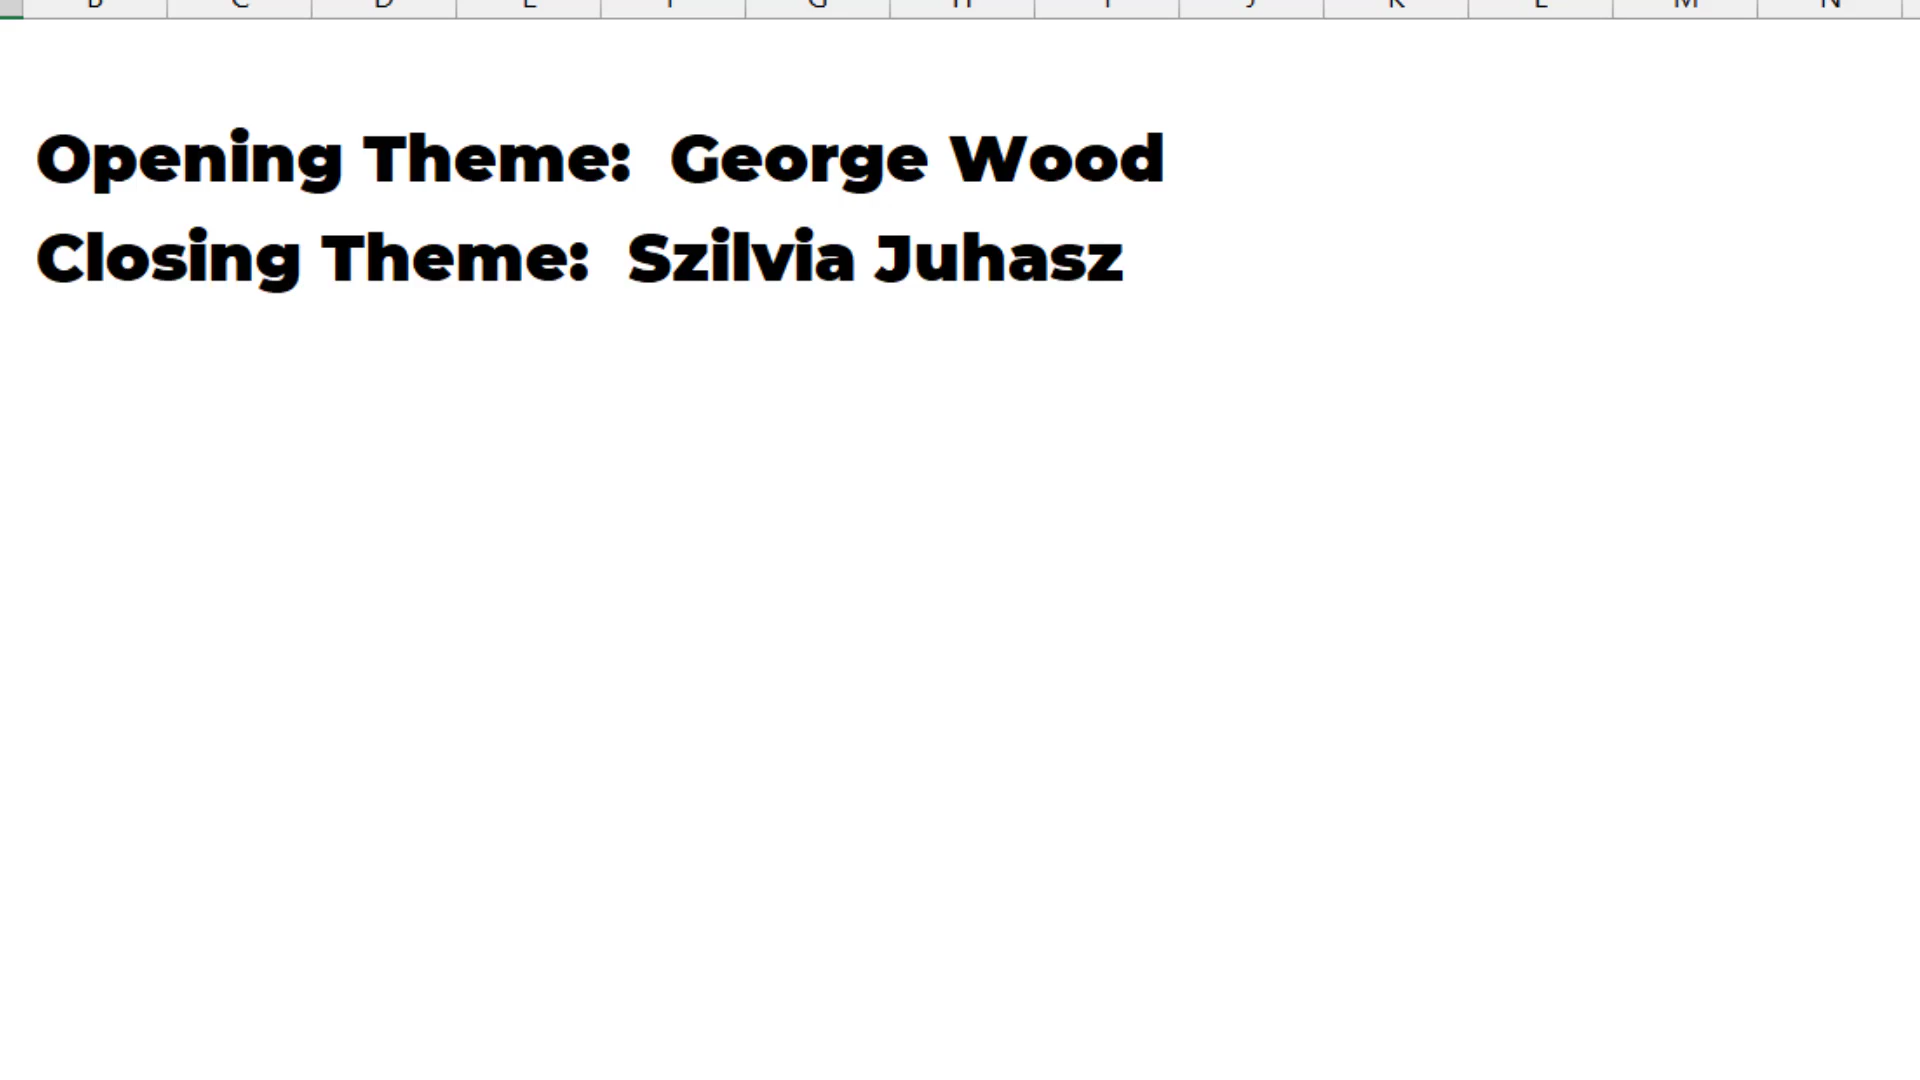 B C D E F G H I J K L M N
Opening Theme: George Wood
Closing Theme: Szilvia Juhasz